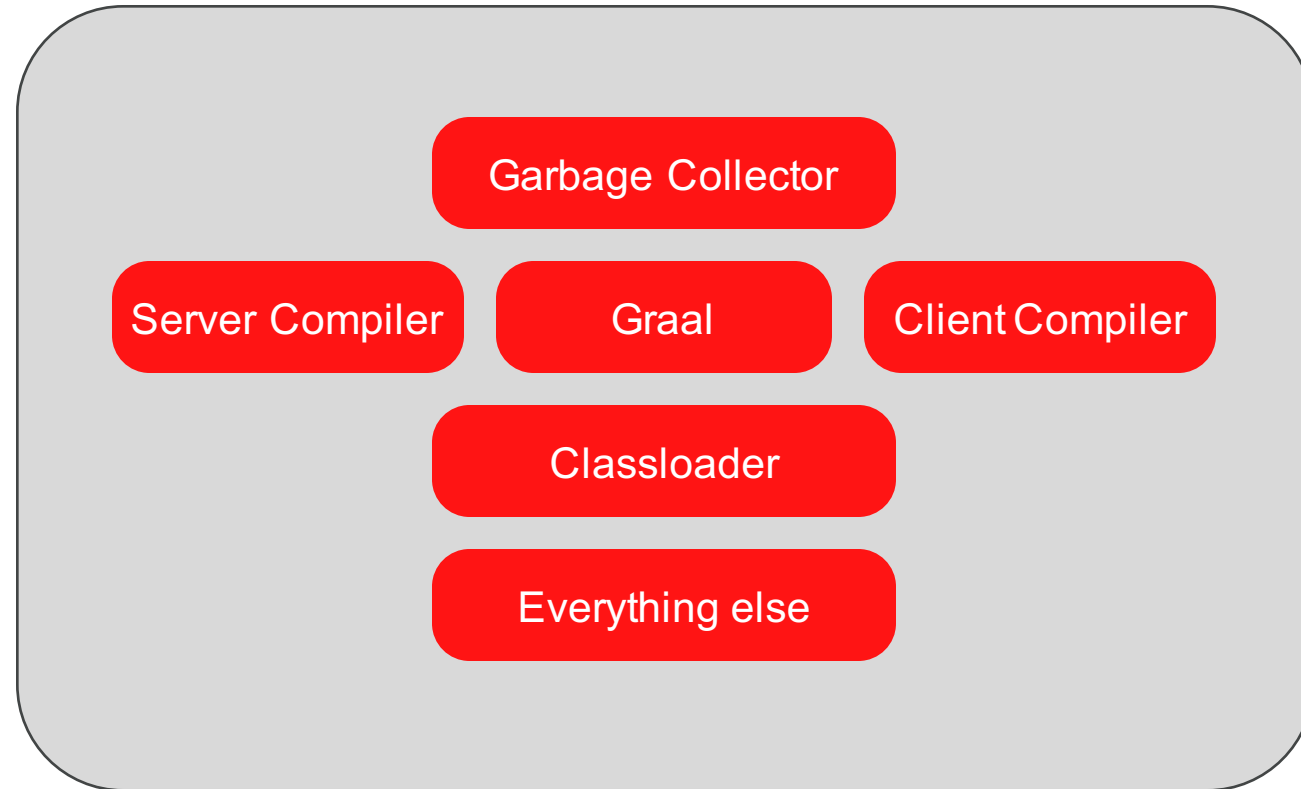 Garbage Collector
Server Compiler
Graal
Client Compiler
Classloader
Everything else